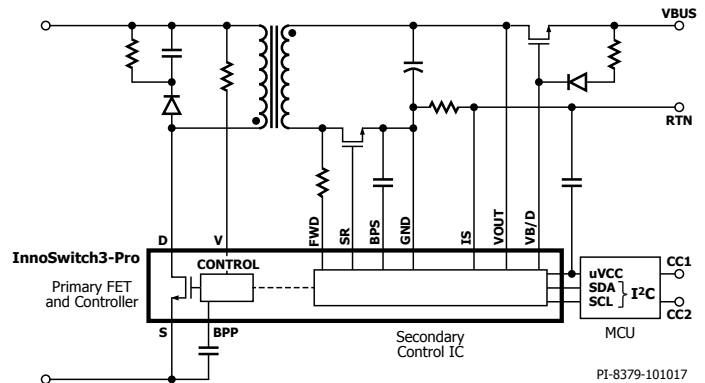 VBUS
RTN
FWD
SR
BPS
GND
IS
VOUT
VB/D
D
V
InnoSwitch3-Pro
Primary FET
and Controller
CONTROL
S
BPP
Secondary
Control IC
uVCC
SDA
SCL
I²C
MCU
CC1
CC2
PI-8379-101017